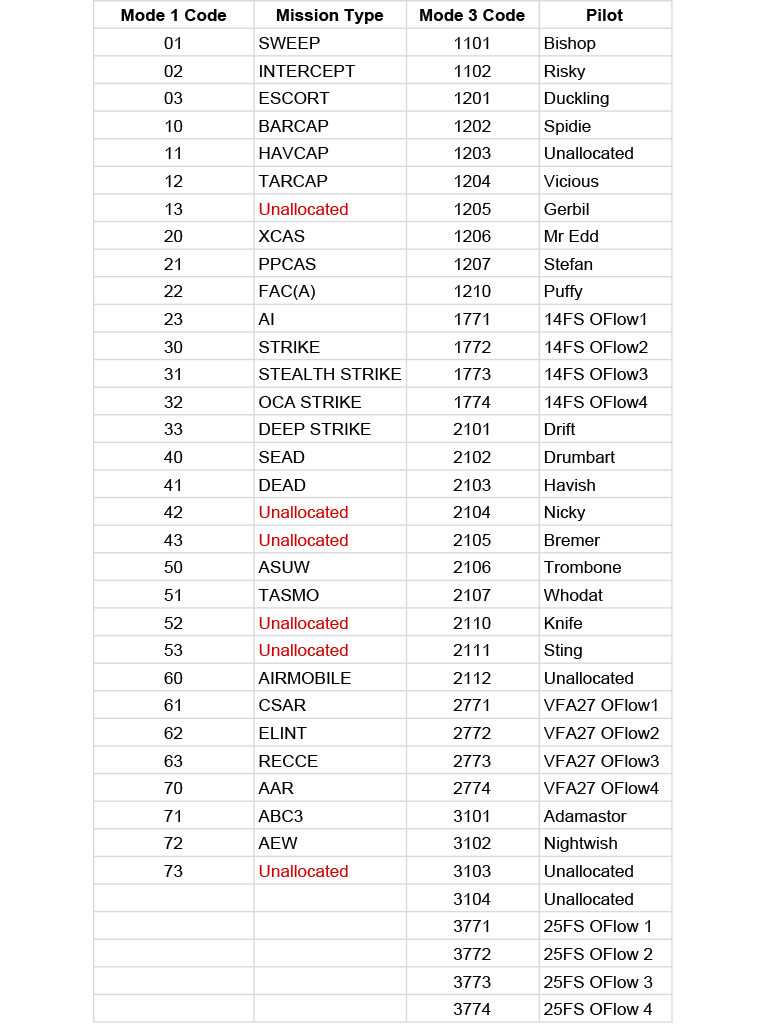 Mode 1 Code Mission Type Mode 3 Code Pilot
01 SWEEP 1101 Bishop
02 INTERCEPT 1102 Risky
03 ESCORT 1201 Duckling
10 BARCAP 1202 Spidie
11 HAVCAP 1203 Unallocated
12 TARCAP 1204 Vicious
13 Unallocated 1205 Gerbil
20 XCAS 1206 Mr Edd
21 PPCAS 1207 Stefan
22 FAC(A) 1210 Puffy
23 AI 1771 14FS OFlow1
30 STRIKE 1772 14FS OFlow2
31 STEALTH STRIKE 1773 14FS OFlow3
32 OCA STRIKE 1774 14FS OFlow4
33 DEEP STRIKE 2101 Drift
40 SEAD 2102 Drumbart
41 DEAD 2103 Havish
42 Unallocated 2104 Nicky
43 Unallocated 2105 Bremer
50 ASUW 2106 Trombone
51 TASMO 2107 Whodat
52 Unallocated 2110 Knife
53 Unallocated 2111 Sting
60 AIRMOBILE 2112 Unallocated
61 CSAR 2771 VFA27 OFlow1
62 ELINT 2772 VFA27 OFlow2
63 RECCE 2773 VFA27 OFlow3
70 AAR 2774 VFA27 OFlow4
71 ABC3 3101 Adamastor
72 AEW 3102 Nightwish
73 Unallocated 3103 Unallocated
3104 Unallocated
3771 25FS OFlow 1
3772 25FS OFlow 2
3773 25FS OFlow 3
3774 25FS OFlow 4